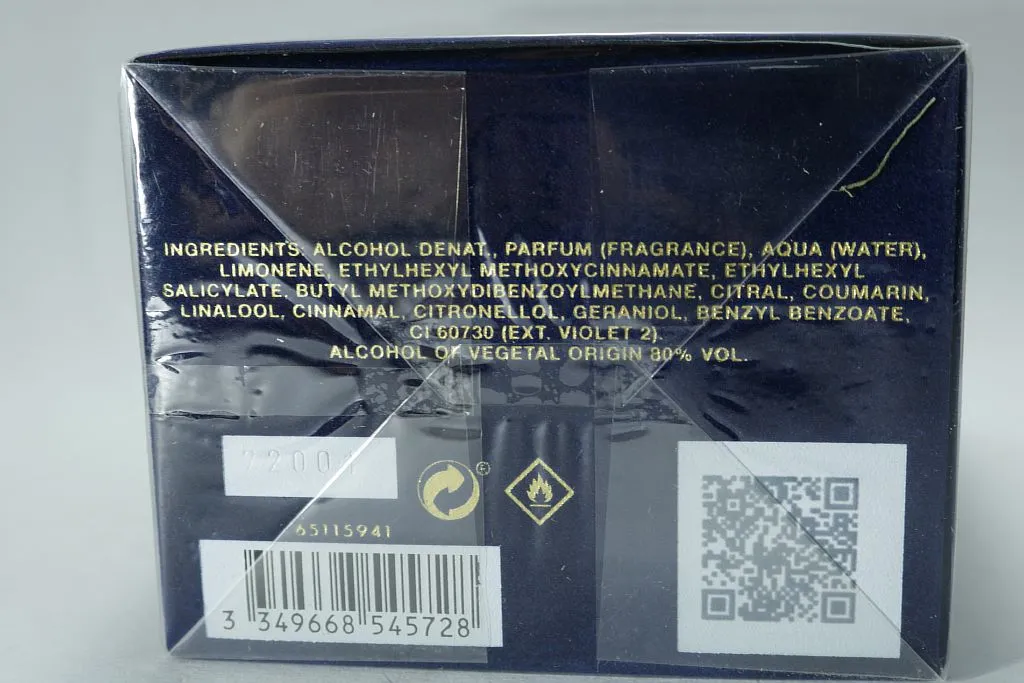 INGREDIENTS: ALCOHOL DENAT., PARFUM (FRAGRANCE), AQUA (WATER),
LIMONENE, ETHYLHEXYL METHOXYCINNAMATE, ETHYLHEXYL
SALICYLATE, BUTYL METHOXYDIBENZOYLMETHANE, CITRAL, COUMARIN,
LINALOOL, CINNAMAL, CITRONELLOL, GERANIOL, BENZYL BENZOATE,
CI 60730 (EXT. VIOLET 2).
ALCOHOL OF VEGETAL ORIGIN 80% VOL.
65115941
3 349668 545728